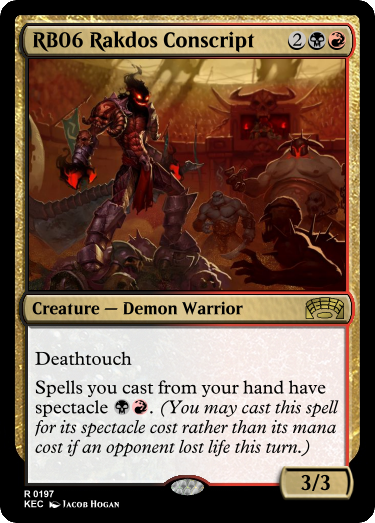 RB06 Rakdos Conscript 2
Creature — Demon Warrior
Deathtouch
Spells you cast from your hand have
spectacle . (You may cast this spell
for its spectacle cost rather than its mana
cost if an opponent lost life this turn.)
3/3
R 0197
KEC Jacob Hogan